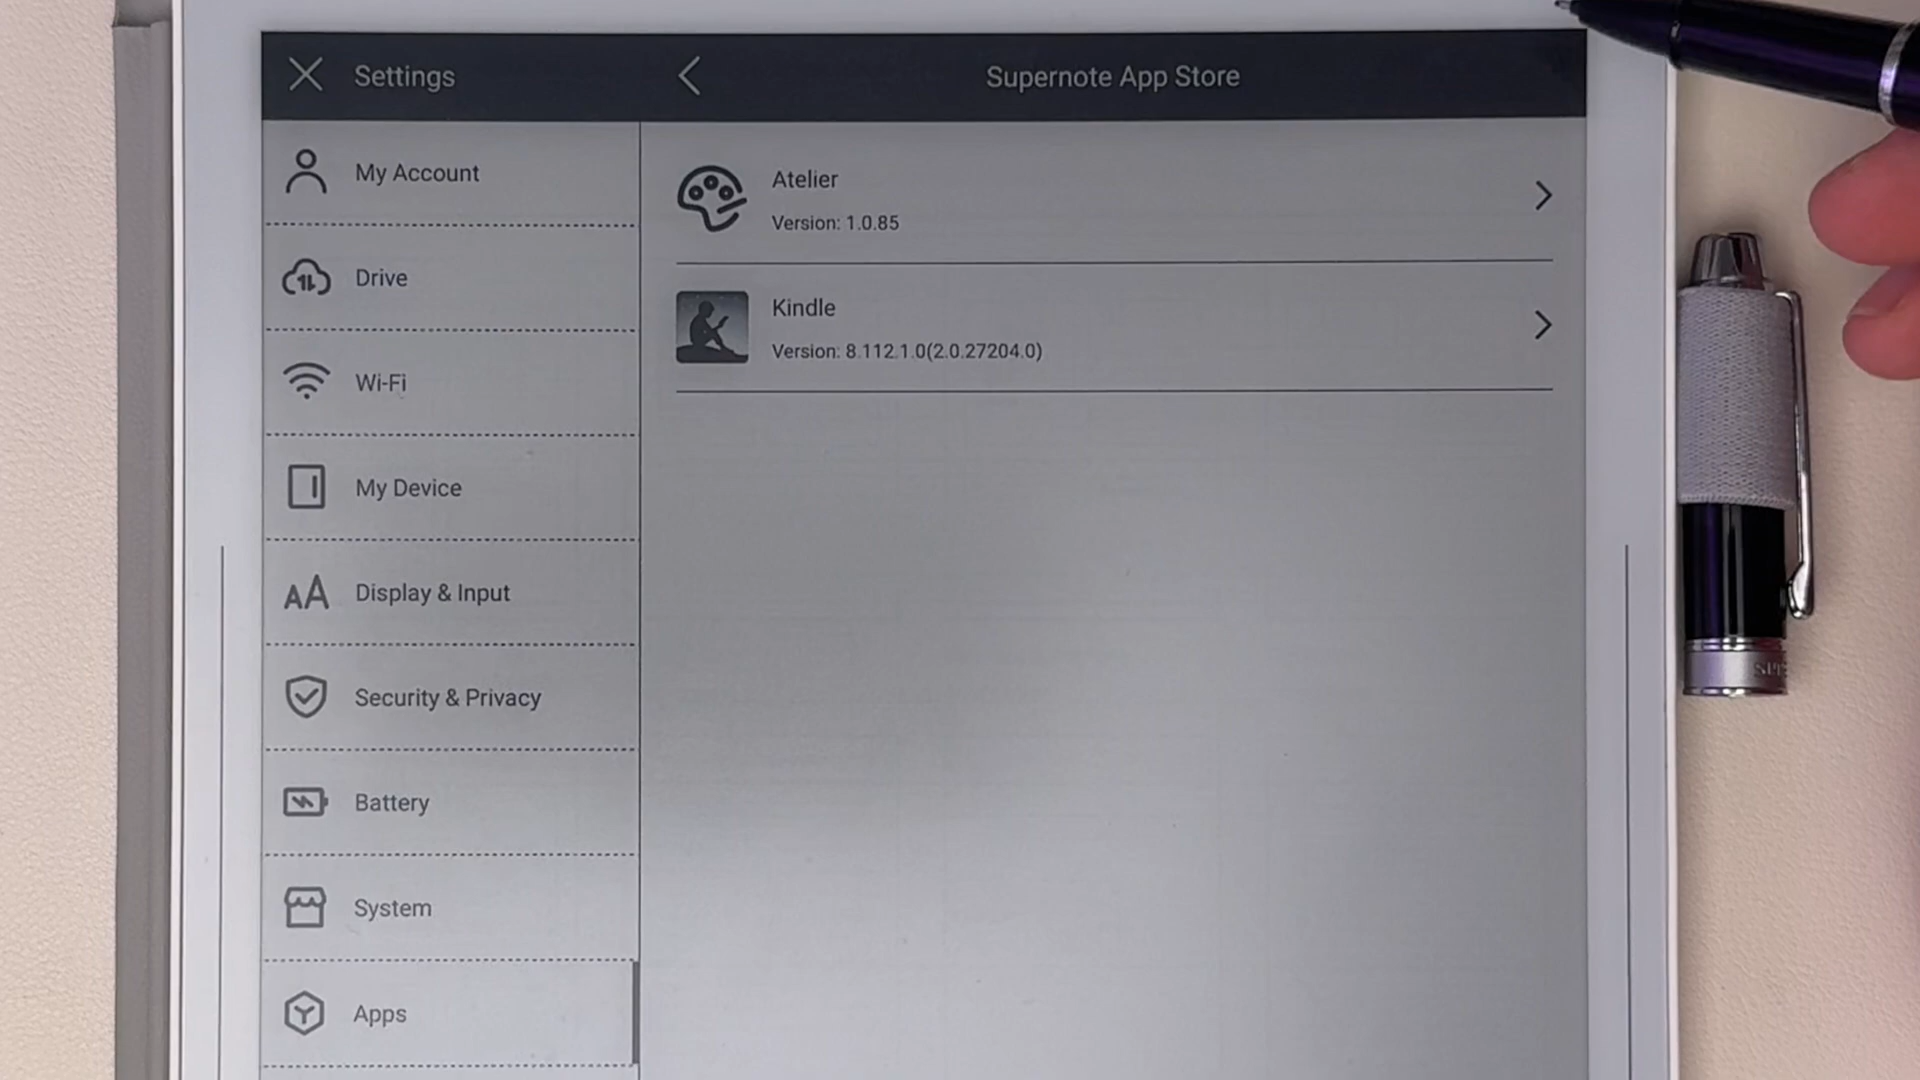 Settings
Supernote App Store
My Account
Drive
Wi-Fi
My Device
Display & Input
Security & Privacy
Battery
System
Apps
Atelier
Version: 1.0.85
Kindle
Version: 8.112.1.0(2.0.27204.0)